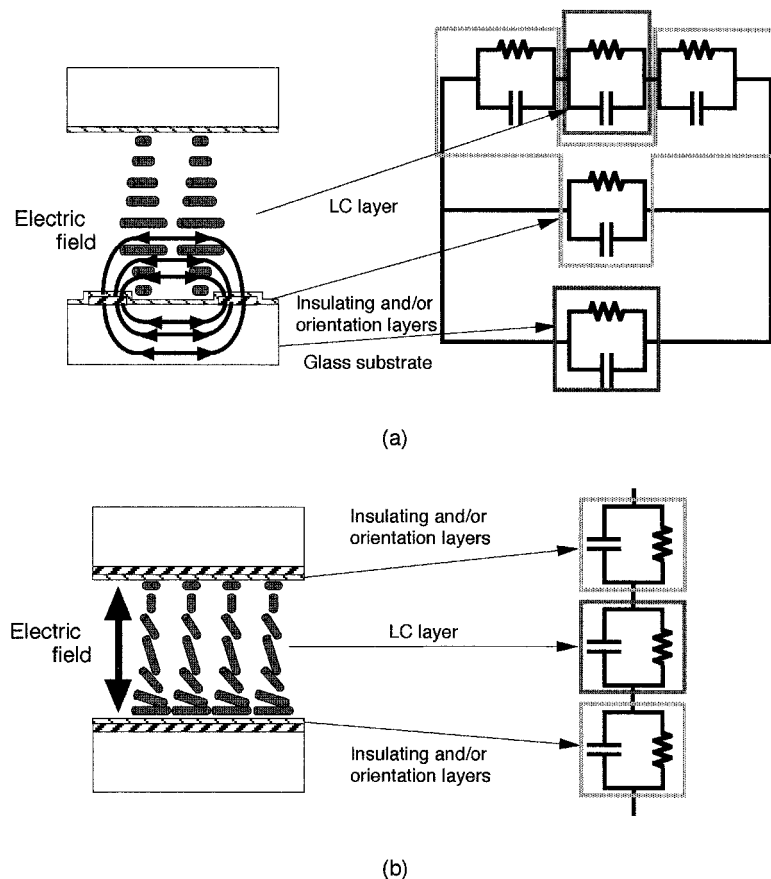 Electric
field
LC layer
Insulating and/or
orientation layers
Glass substrate
(a)
Insulating and/or
orientation layers
Electric
field
LC layer
Insulating and/or
orientation layers
(b)